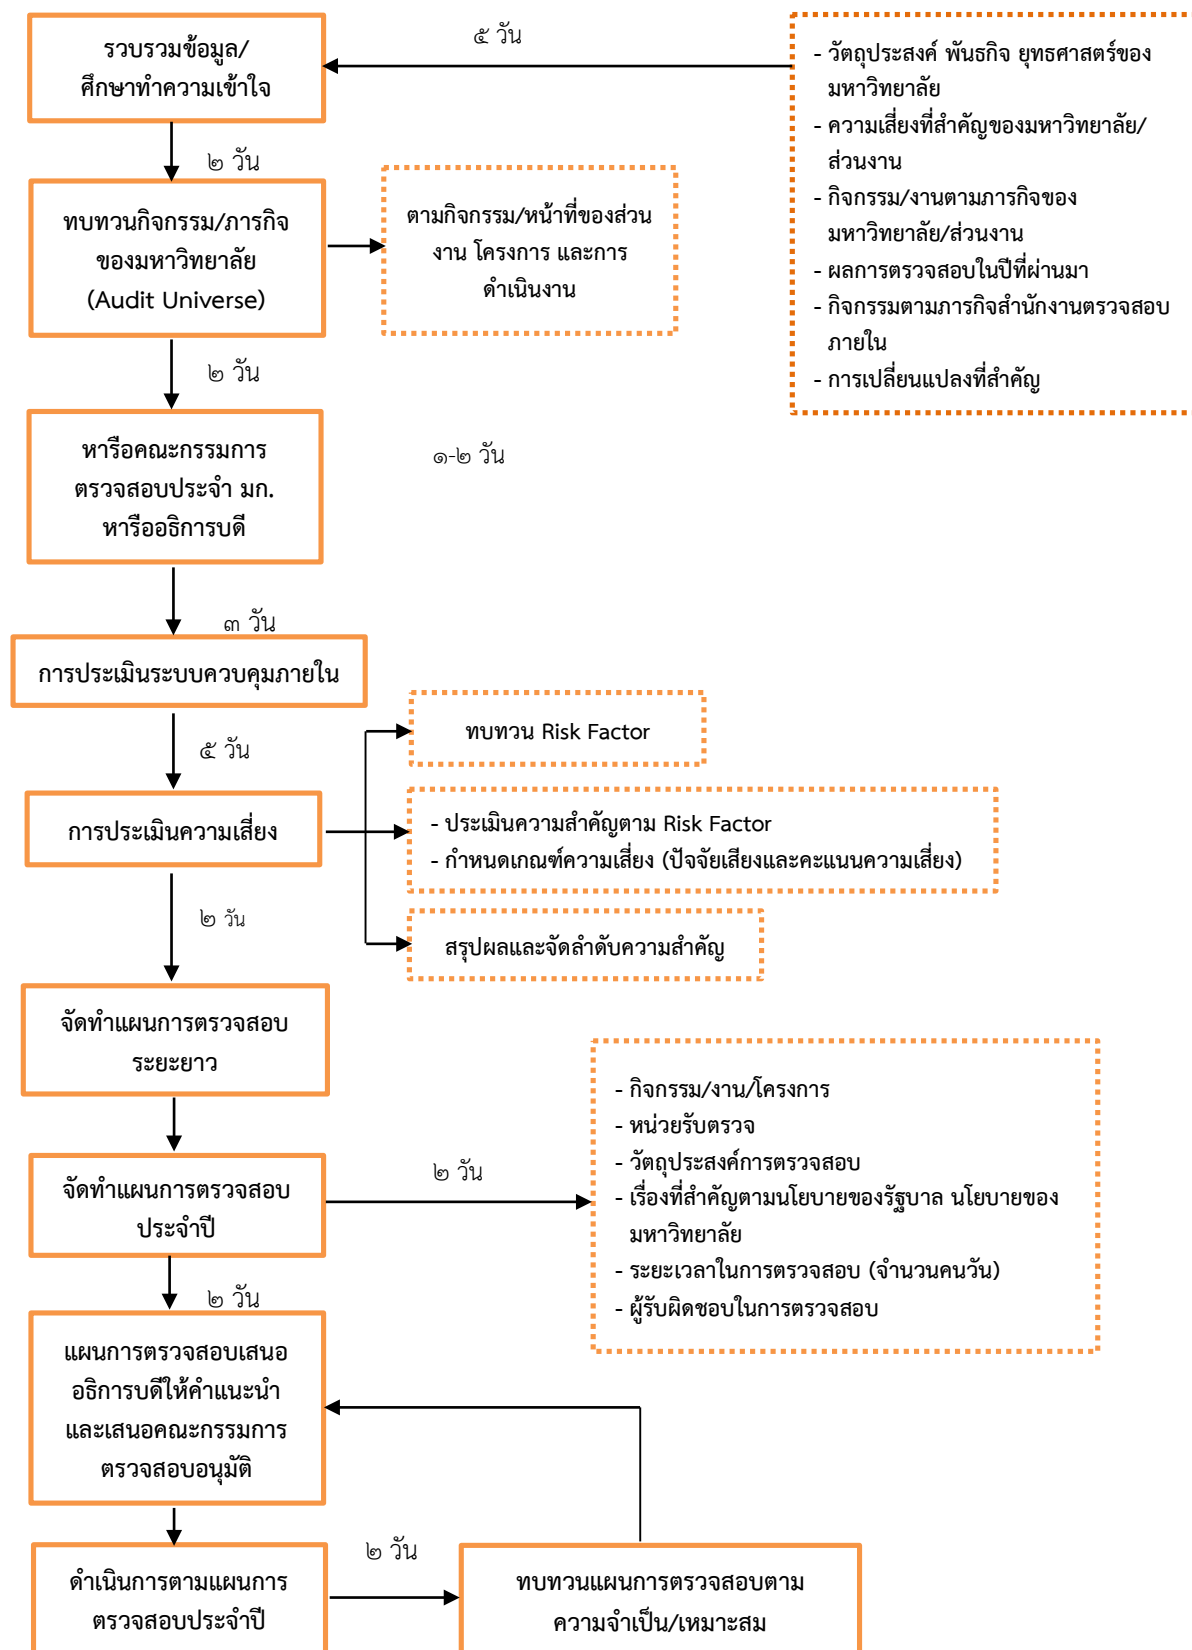 รวบรวมข้อมูล/
ศึกษาทำความเข้าใจ
๕ วัน
- วัตถุประสงค์ พันธกิจ ยุทธศาสตร์ของ
มหาวิทยาลัย
- ความเสี่ยงที่สำคัญของมหาวิทยาลัย/
ส่วนงาน
- กิจกรรม/งานตามภารกิจของ
มหาวิทยาลัย/ส่วนงาน
- ผลการตรวจสอบในปีที่ผ่านมา
- กิจกรรมตามภารกิจสำนักงานตรวจสอบ
ภายใน
- การเปลี่ยนแปลงที่สำคัญ
๒ วัน
ทบทวนกิจกรรม/ภารกิจ
ของมหาวิทยาลัย
(Audit Universe)
ตามกิจกรรม/หน้าที่ของส่วน
งาน โครงการ และการ
ดำเนินงาน
๒ วัน
หารือคณะกรรมการ
ตรวจสอบประจำ มก.
หารืออธิการบดี
๑-๒ วัน
๓ วัน
การประเมินระบบควบคุมภายใน
๕ วัน
ทบทวน Risk Factor
การประเมินความเสี่ยง
- ประเมินความสำคัญตาม Risk Factor
- กำหนดเกณฑ์ความเสี่ยง (ปัจจัยเสียงและคะแนนความเสี่ยง)
สรุปผลและจัดลำดับความสำคัญ
๒ วัน
จัดทำแผนการตรวจสอบ
ระยะยาว
จัดทำแผนการตรวจสอบ
ประจำปี
๒ วัน
- กิจกรรม/งาน/โครงการ
- หน่วยรับตรวจ
- วัตถุประสงค์การตรวจสอบ
- เรื่องที่สำคัญตามนโยบายของรัฐบาล นโยบายของ
มหาวิทยาลัย
- ระยะเวลาในการตรวจสอบ (จำนวนคนวัน)
- ผู้รับผิดชอบในการตรวจสอบ
๒ วัน
แผนการตรวจสอบเสนอ
อธิการบดีให้คำแนะนำ
และเสนอคณะกรรมการ
ตรวจสอบอนุมัติ
ดำเนินการตามแผนการ
ตรวจสอบประจำปี
๒ วัน
ทบทวนแผนการตรวจสอบตาม
ความจำเป็น/เหมาะสม